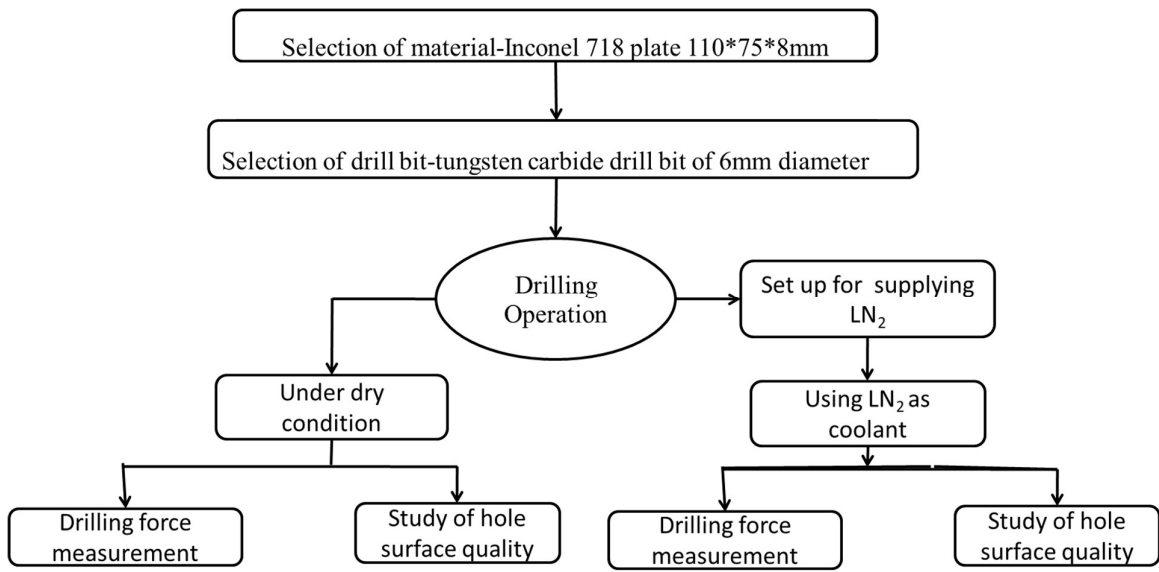 Selection of material-Inconel 718 plate 110*75*8mm
Selection of drill bit-tungsten carbide drill bit of 6mm diameter
Drilling
Operation
Set up for supplying
LN₂
Under dry
condition
Using LN₂ as
coolant
Drilling force
measurement
Study of hole
surface quality
Drilling force
measurement
Study of hole
surface quality